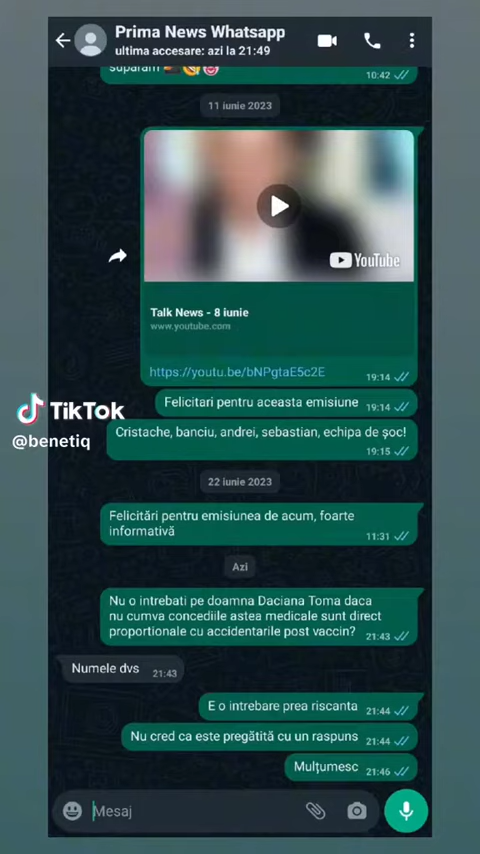 Prima News Whatsapp
ultima accesare: azi la 21:49
supărăm
10:42
11 iunie 2023
YouTube
Talk News - 8 iunie
www.youtube.com
https://youtu.be/bNPgtaE5c2E
19:14
Felicitari pentru aceasta emisiune
19:14
Cristache, banciu, andrei, sebastian, echipa de șoc!
19:15
22 iunie 2023
Felicitări pentru emisiunea de acum, foarte
informativă
11:31
Azi
Nu o intrebati pe doamna Daciana Toma daca
nu cumva concediile astea medicale sunt direct
proportionale cu accidentarile post vaccin?
21:43
Numele dvs
21:43
E o intrebare prea riscanta
21:44
Nu cred ca este pregătită cu un raspuns
21:44
Mulțumesc
21:46
Mesaj
TikTok
@benetiq